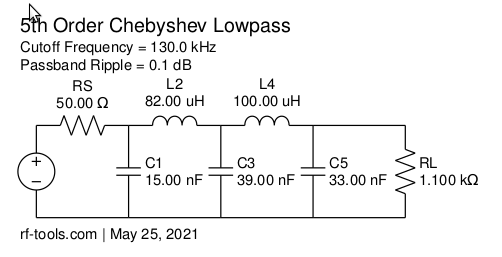 5th Order Chebyshev Lowpass
Cutoff Frequency = 130.0 kHz
Passband Ripple = 0.1 dB
RS
50.00 Ω
L2
82.00 uH
L4
100.00 uH
C1
15.00 nF
C3
39.00 nF
C5
33.00 nF
RL
1.100 kΩ
rf-tools.com | May 25, 2021